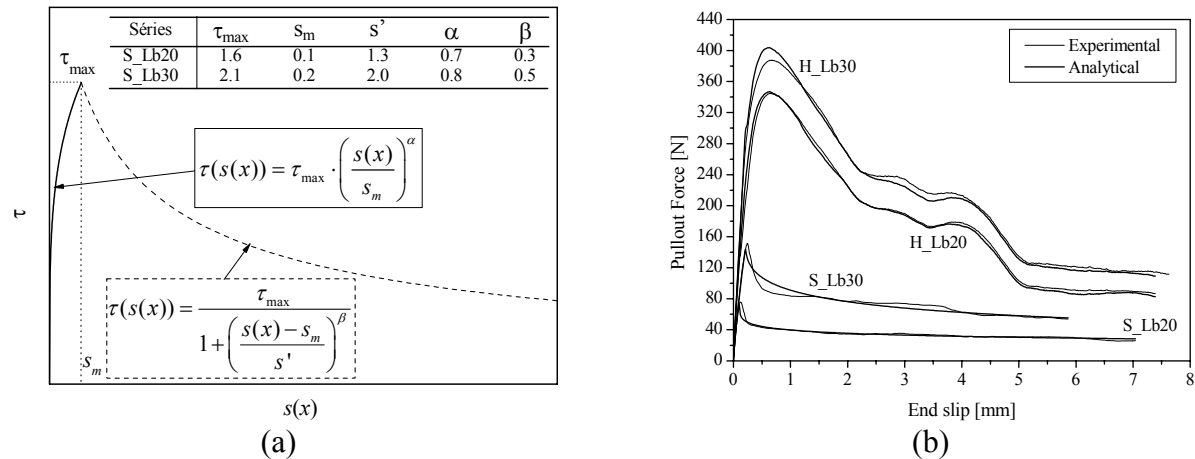 Séries τmax sm s’ α β
S_Lb20 1.6 0.1 1.3 0.7 0.3
S_Lb30 2.1 0.2 2.0 0.8 0.5
τmax
τ(s(x)) = τmax · (s(x)/sm)^α
τ
τ(s(x)) = τmax / (1+((s(x)−sm)/s')^β)
sm
s(x)
(a)
440
400
360
320
280
240
200
160
120
80
40
0
Pullout Force [N]
Experimental
Analytical
H_Lb30
H_Lb20
S_Lb30
S_Lb20
0 1 2 3 4 5 6 7 8
End slip [mm]
(b)